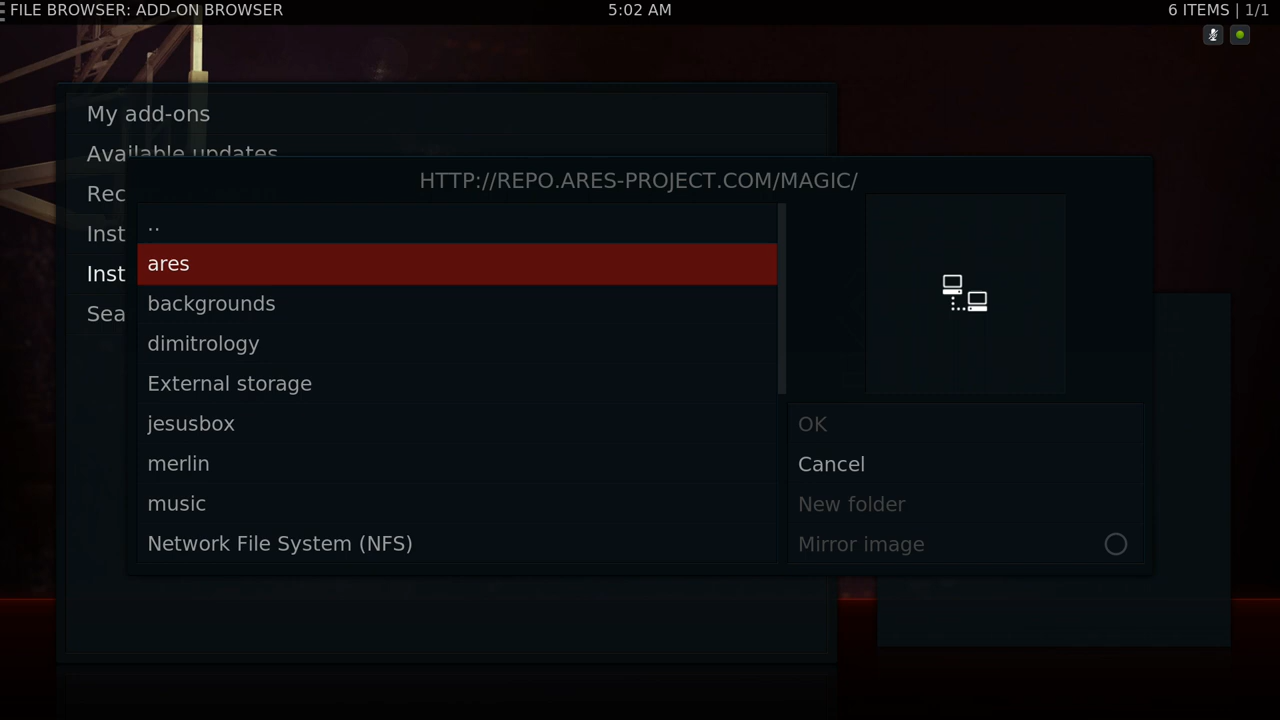 FILE BROWSER: ADD-ON BROWSER
5:02 AM
6 ITEMS | 1/1
My add-ons
Available updates
Rec
Inst
Inst
Sea
HTTP://REPO.ARES-PROJECT.COM/MAGIC/
..
ares
backgrounds
dimitrology
External storage
jesusbox
merlin
music
Network File System (NFS)
OK
Cancel
New folder
Mirror image